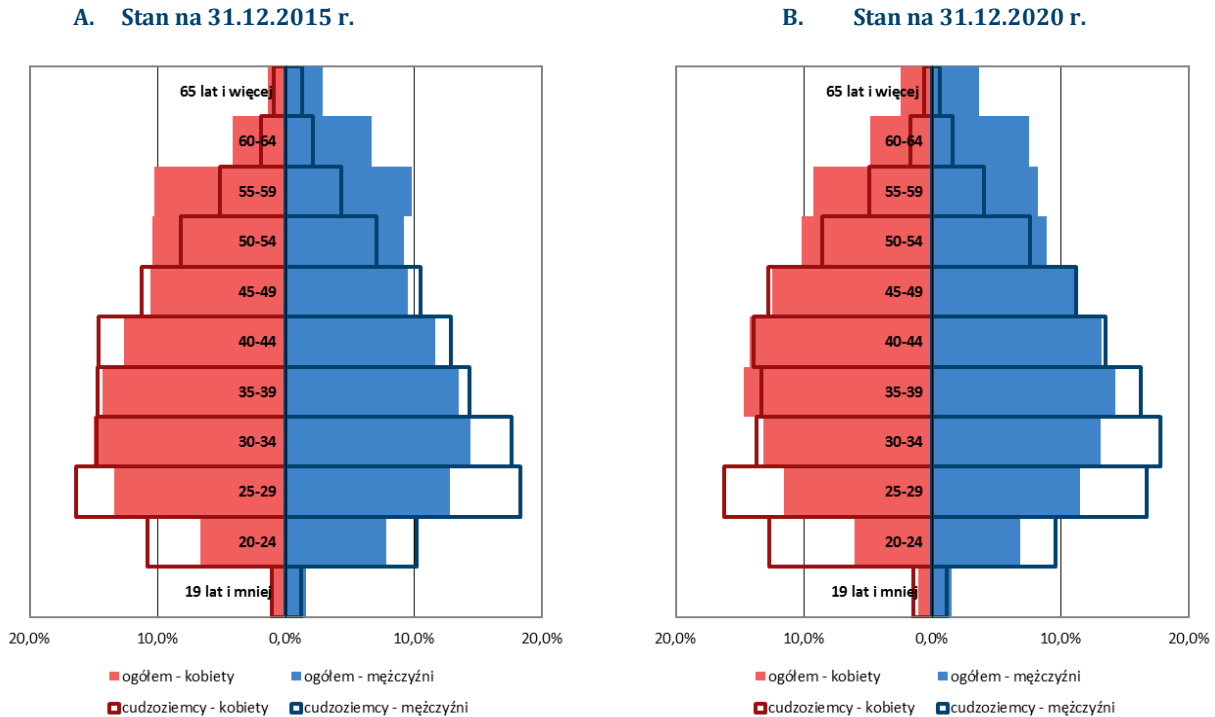 A. Stan na 31.12.2015 r.
65 lat i więcej
60-64
55-59
50-54
45-49
40-44
35-39
30-34
25-29
20-24
19 lat i mniej
20,0% 10,0% 0,0% 10,0% 20,0%
ogółem - kobiety ogółem - mężczyźni
cudzoziemcy - kobiety cudzoziemcy - mężczyźni
B. Stan na 31.12.2020 r.
65 lat i więcej
60-64
55-59
50-54
45-49
40-44
35-39
30-34
25-29
20-24
19 lat i mniej
20,0% 10,0% 0,0% 10,0% 20,0%
ogółem - kobiety ogółem - mężczyźni
cudzoziemcy - kobiety cudzoziemcy - mężczyźni